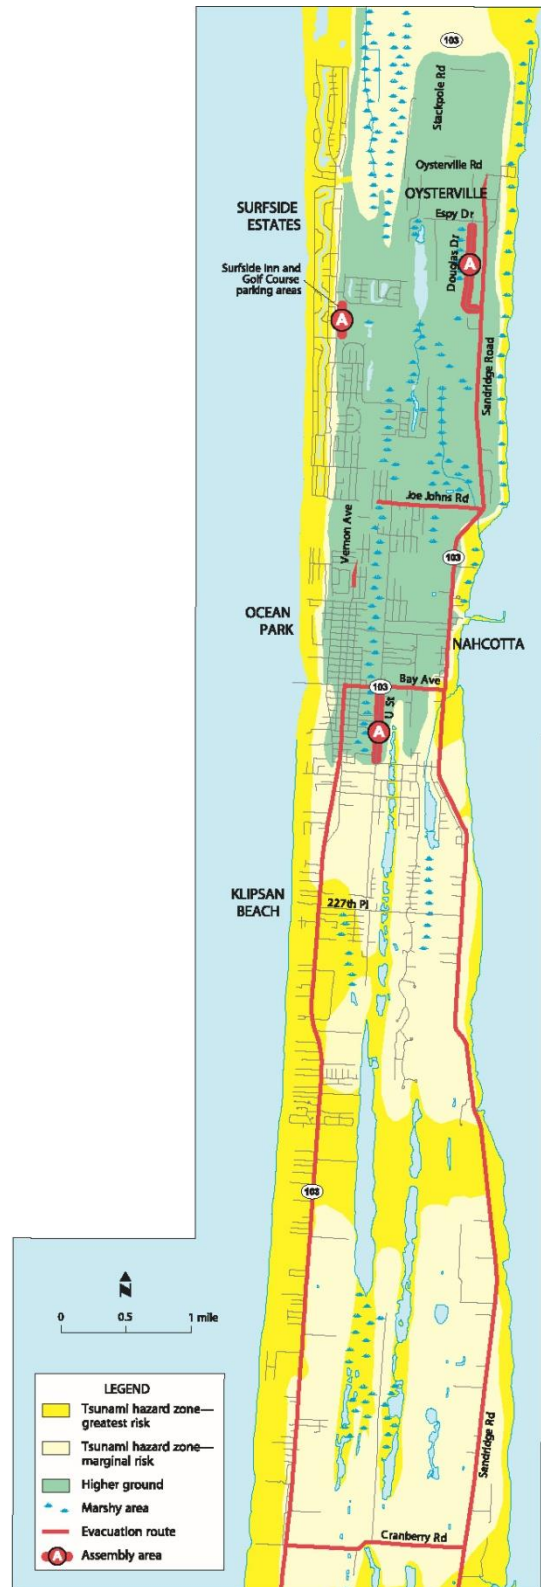 103
Stackpole Rd
Oysterville Rd
OYSTERVILLE
Espy Dr
SURFSIDE
ESTATES
Douglas Dr
A
Surfside Inn and
Golf Course
parking areas
A
Sandridge Road
Joe Johns Rd
Vernon Ave
103
OCEAN
PARK
NAHCOTTA
Bay Ave
103
U St
A
KLIPSAN
BEACH
227th Pl
103
N
0 0.5 1 mile
LEGEND
Tsunami hazard zone—
greatest risk
Tsunami hazard zone—
marginal risk
Higher ground
Marshy area
Evacuation route
A Assembly area
Sandridge Rd
Cranberry Rd